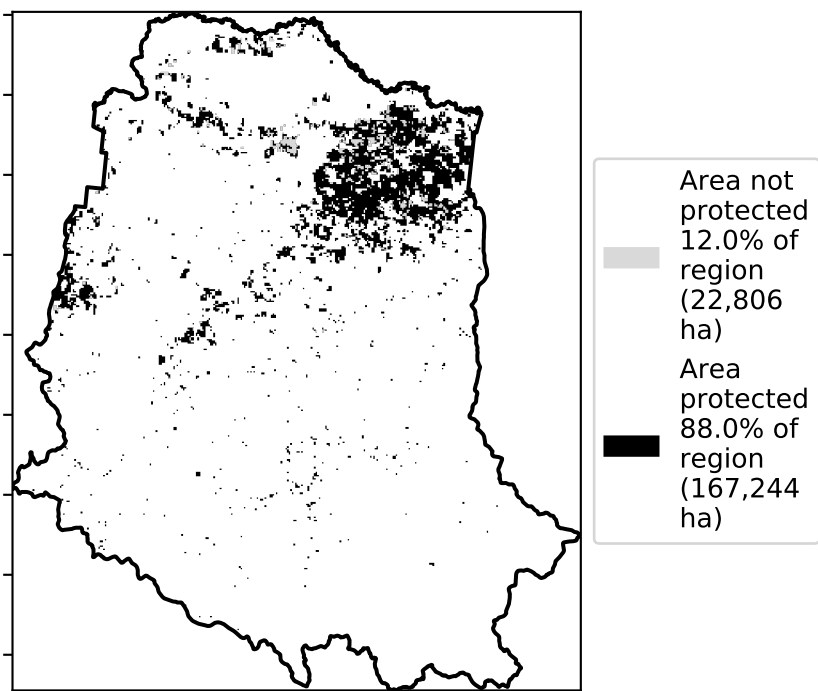 Area not
protected
12.0% of
region
(22,806
ha)
Area
protected
88.0% of
region
(167,244
ha)